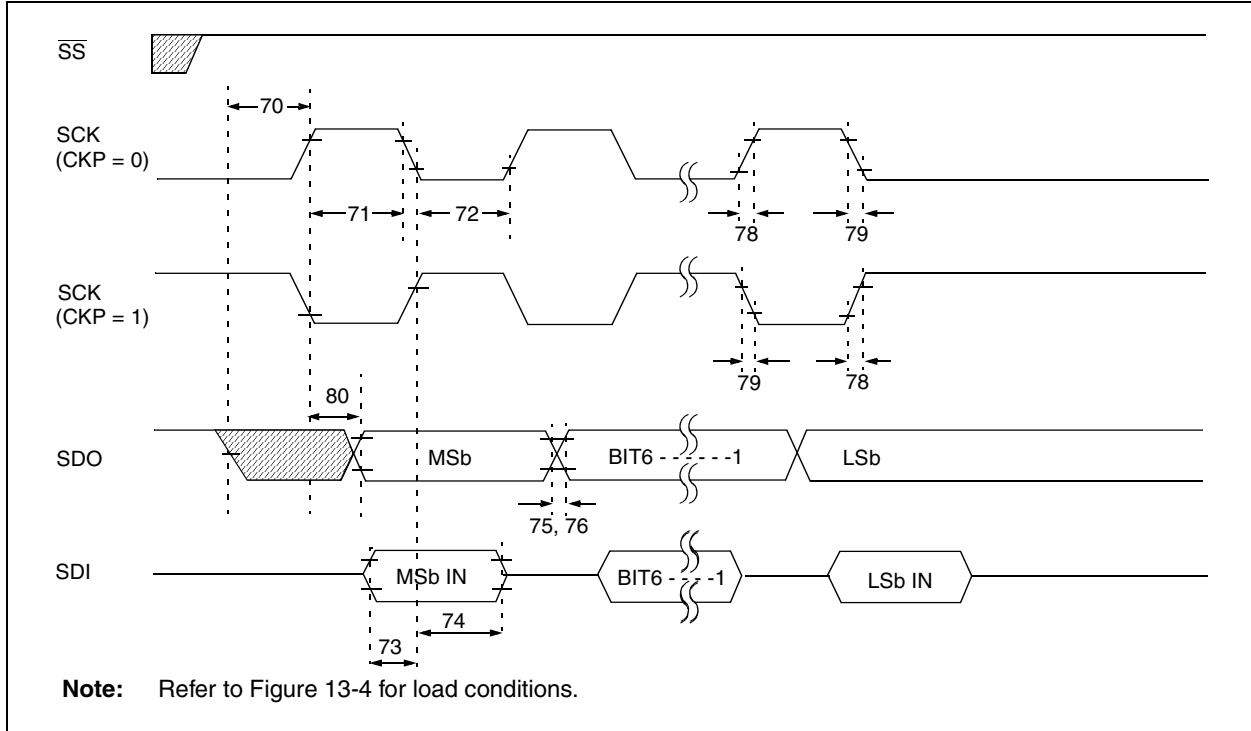 SS
70
SCK
(CKP = 0)
71
72
78
79
SCK
(CKP = 1)
79
78
80
SDO
MSb
BIT6 - - - - - -1
LSb
75, 76
SDI
MSb IN
BIT6 - - - - -1
LSb IN
74
73
Note: Refer to Figure 13-4 for load conditions.